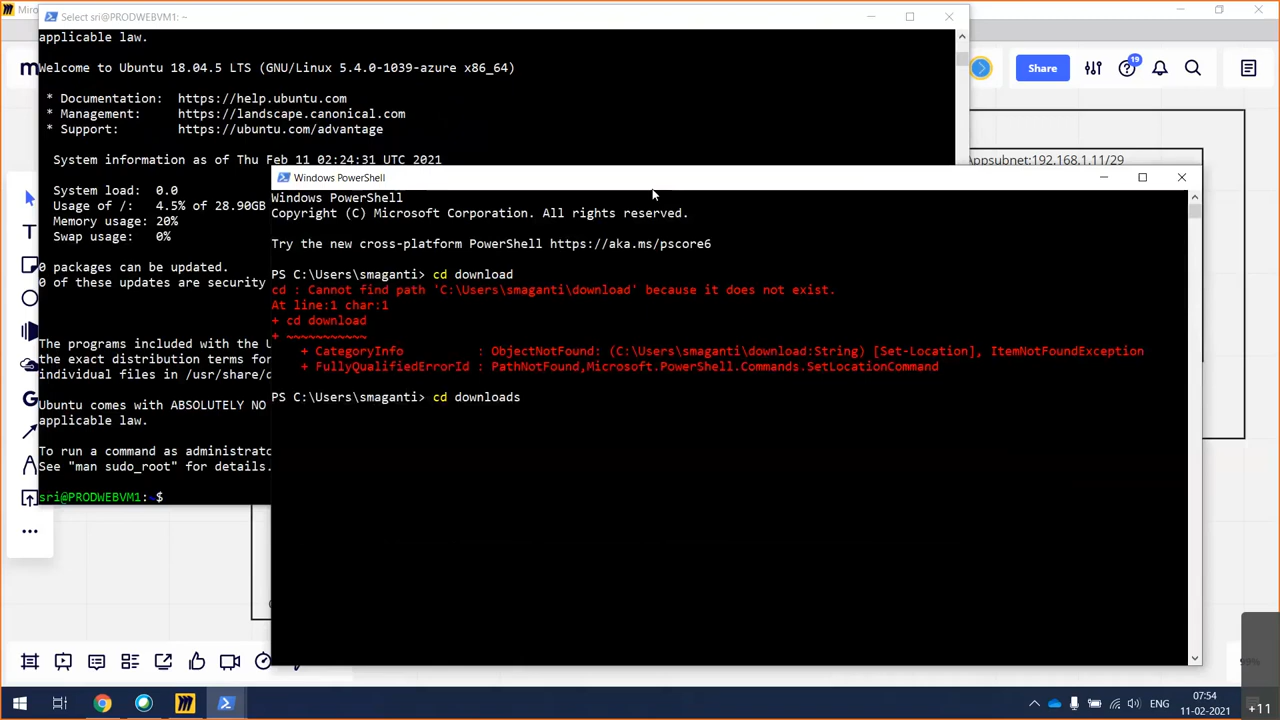 Miro
Select sri@PRODWEBVM1: ~
applicable law.
Welcome to Ubuntu 18.04.5 LTS (GNU/Linux 5.4.0-1039-azure x86_64)
* Documentation: https://help.ubuntu.com
* Management: https://landscape.canonical.com
* Support: https://ubuntu.com/advantage
System information as of Thu Feb 11 02:24:31 UTC 2021
System load: 0.0
Usage of /: 4.5% of 28.90GB
Memory usage: 20%
Swap usage: 0%
0 packages can be updated.
0 of these updates are security
The programs included with the U
the exact distribution terms for
individual files in /usr/share/d
Ubuntu comes with ABSOLUTELY NO
applicable law.
To run a command as administrato
See "man sudo_root" for details.
sri@PRODWEBVM1:~$
m
Share
19
Appsubnet:192.168.1.11/29
Windows PowerShell
Windows PowerShell
Copyright (C) Microsoft Corporation. All rights reserved.
Try the new cross-platform PowerShell https://aka.ms/pscore6
PS C:\Users\smaganti> cd download
cd : Cannot find path 'C:\Users\smaganti\download' because it does not exist.
At line:1 char:1
+ cd download
+ ~~~~~~~~~~~
+ CategoryInfo : ObjectNotFound: (C:\Users\smaganti\download:String) [Set-Location], ItemNotFoundException
+ FullyQualifiedErrorId : PathNotFound,Microsoft.PowerShell.Commands.SetLocationCommand
PS C:\Users\smaganti> cd downloads
ENG
07:54
11-02-2021
+11